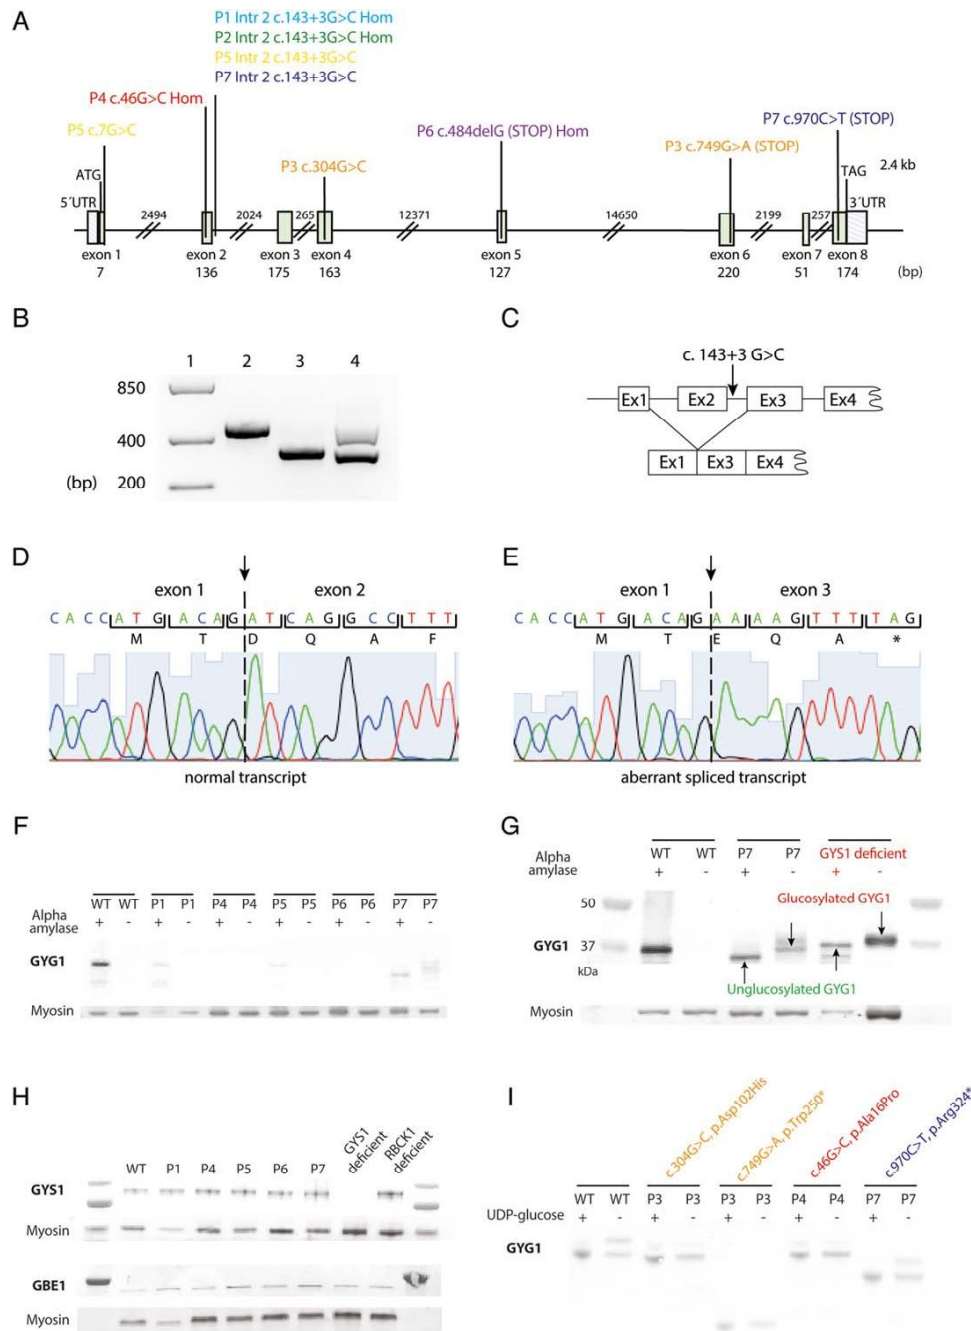 A
P1 Intr 2 c.143+3G>C Hom
P2 Intr 2 c.143+3G>C Hom
P5 Intr 2 c.143+3G>C
P7 Intr 2 c.143+3G>C
P4 c.46G>C Hom
P7 c.970C>T (STOP)
P5 c.7G>C
P6 c.484delG (STOP) Hom
P3 c.304G>C
P3 c.749G>A (STOP)
ATG
TAG
2.4 kb
5´UTR
3´UTR
2494 2024 265 12371 14650 2199 257
exon 1 exon 2 exon 3 exon 4 exon 5 exon 6 exon 7 exon 8
7 136 175 163 127 220 51 174 (bp)
B
1 2 3 4
850
400
200
(bp)
C
c. 143+3 G>C
Ex1 Ex2 Ex3 Ex4
Ex1 Ex3 Ex4
D
exon 1 exon 2
C A C C A T G A C A G A T C A G G C C T T T
M T D Q A F
normal transcript
E
exon 1 exon 3
C A C C A T G A C A G A A A A G T T T T A G
M T E Q A *
aberrant spliced transcript
F
WT WT P1 P1 P4 P4 P5 P5 P6 P6 P7 P7
Alpha
amylase
+ - + - + - + - + - + -
GYG1
Myosin
G
WT WT P7 P7 GYS1 deficient
Alpha
amylase
+ - + - + -
50
Glucosylated GYG1
GYG1
37
kDa
Unglucosylated GYG1
Myosin
H
GYS1
deficient
RBCK1
deficient
WT P1 P4 P5 P6 P7
GYS1
Myosin
GBE1
Myosin
I
c.304G>C, p.Asp102His
c.749G>A, p.Trp250*
c.46G>C, p.Ala16Pro
c.970C>T, p.Arg324*
WT WT P3 P3 P3 P3 P4 P4 P7 P7
UDP-glucose
+ - + - + - + - + -
GYG1